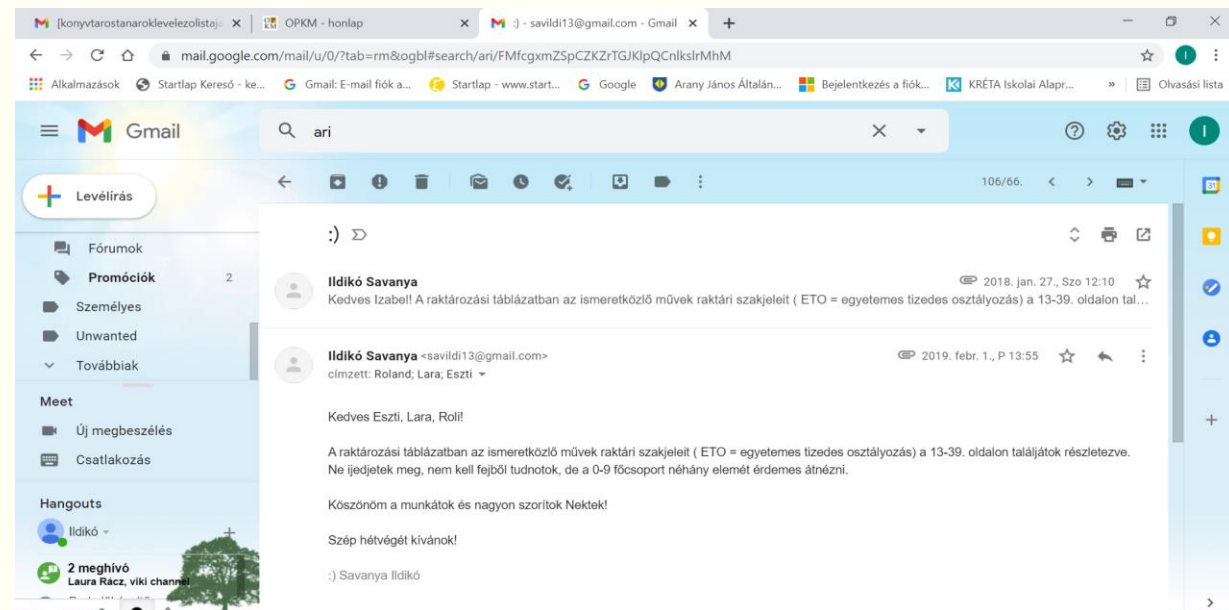 [konyvtarostanaroklevelezolistaj
OPKM - honlap
:) - savildi13@gmail.com - Gmail
mail.google.com/mail/u/0/?tab=rm&ogbl#search/ari/FMfcgxmZSpCZKZrTGJKlpQCnlkslrMhM
Alkalmazások Startlap Kereső - ke... Gmail: E-mail fiók a... Startlap - www.start... Google Arany János Általán... Bejelentkezés a fiók... KRÉTA Iskolai Alapr... » Olvasási lista
Gmail
ari
Levélírás
106/66.
Fórumok
Promóciók 2
Személyes
Unwanted
Továbbiak
Meet
Új megbeszélés
Csatlakozás
Hangouts
Ildikó
2 meghívó
Laura Rácz, viki channel
:)
Ildikó Savanya 2018. jan. 27., Szo 12:10
Kedves Izabel! A raktározási táblázatban az ismeretközlő művek raktári szakjeleit ( ETO = egyetemes tizedes osztályozás) a 13-39. oldalon tal...
Ildikó Savanya <savildi13@gmail.com> 2019. febr. 1., P 13:55
címzett: Roland; Lara; Eszti
Kedves Eszti, Lara, Roli!
A raktározási táblázatban az ismeretközlő művek raktári szakjeleit ( ETO = egyetemes tizedes osztályozás) a 13-39. oldalon találjátok részletezve.
Ne ijedjetek meg, nem kell fejből tudnotok, de a 0-9 főcsoport néhány elemét érdemes átnézni.
Köszönöm a munkátok és nagyon szorítok Nektek!
Szép hétvégét kívánok!
:) Savanya Ildikó